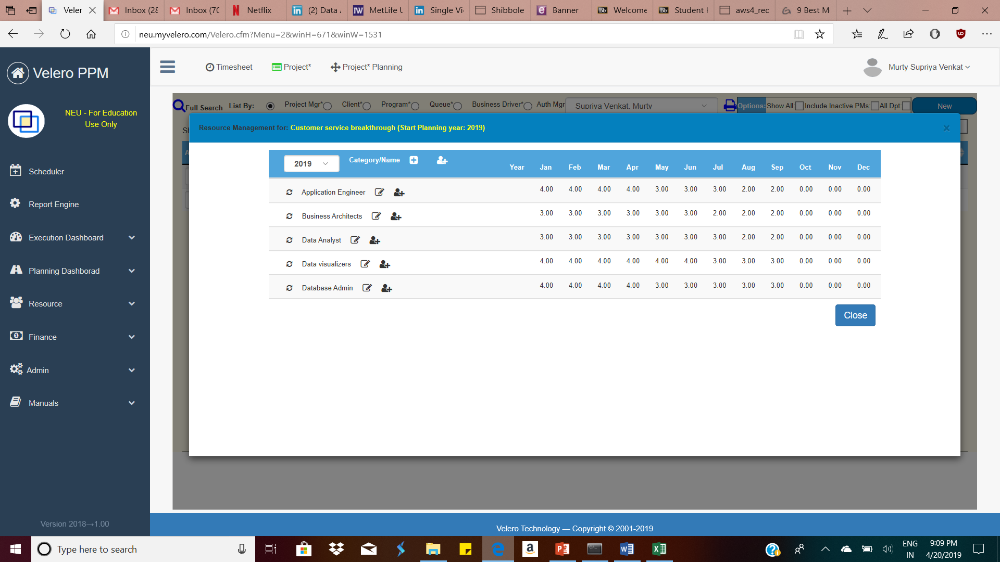 Veler
Inbox (28
Inbox (70
Netflix
(2) Data
MetLife U
Single Vi
Shibbole
Banner
Welcome
Student
aws4_rec
9 Best M
neu.myvelero.com/Velero.cfm?Menu=2&winH=671&winW=1531
Velero PPM
Timesheet
Project*
Project* Planning
Murty Supriya Venkat
NEU - For Education
Use Only
Full Search List By: Project Mgr* Client* Program* Queue* Business Driver* Auth Mgr Supriya Venkat, Murty Options: Show All: Include Inactive PMs: All Dpt: New
Resource Management for: Customer service breakthrough (Start Planning year: 2019)
2019 Category/Name Year Jan Feb Mar Apr May Jun Jul Aug Sep Oct Nov Dec
Application Engineer 4.00 4.00 4.00 4.00 3.00 3.00 3.00 2.00 2.00 0.00 0.00 0.00
Business Architects 3.00 3.00 3.00 3.00 3.00 3.00 2.00 2.00 2.00 0.00 0.00 0.00
Data Analyst 3.00 3.00 3.00 3.00 3.00 3.00 3.00 2.00 2.00 0.00 0.00 0.00
Data visualizers 4.00 4.00 4.00 4.00 4.00 4.00 3.00 3.00 3.00 0.00 0.00 0.00
Database Admin 4.00 4.00 4.00 4.00 3.00 3.00 3.00 3.00 3.00 0.00 0.00 0.00
Close
Scheduler
Report Engine
Execution Dashboard
Planning Dashborad
Resource
Finance
Admin
Manuals
Version 2018→1.00
Velero Technology — Copyright © 2001-2019
Type here to search
ENG
IN
9:09 PM
4/20/2019